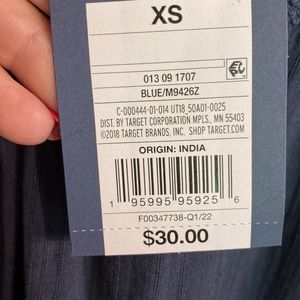 XS
013 09 1707
BLUE/M9426Z
C-000444-01-014 UT18_50A01-0025
DIST. BY TARGET CORPORATION MPLS., MN 55403
©2018 TARGET BRANDS, INC. SHOP TARGET.COM
ORIGIN: INDIA
1 95995 95925 6
F00347738-Q1/22
$30.00